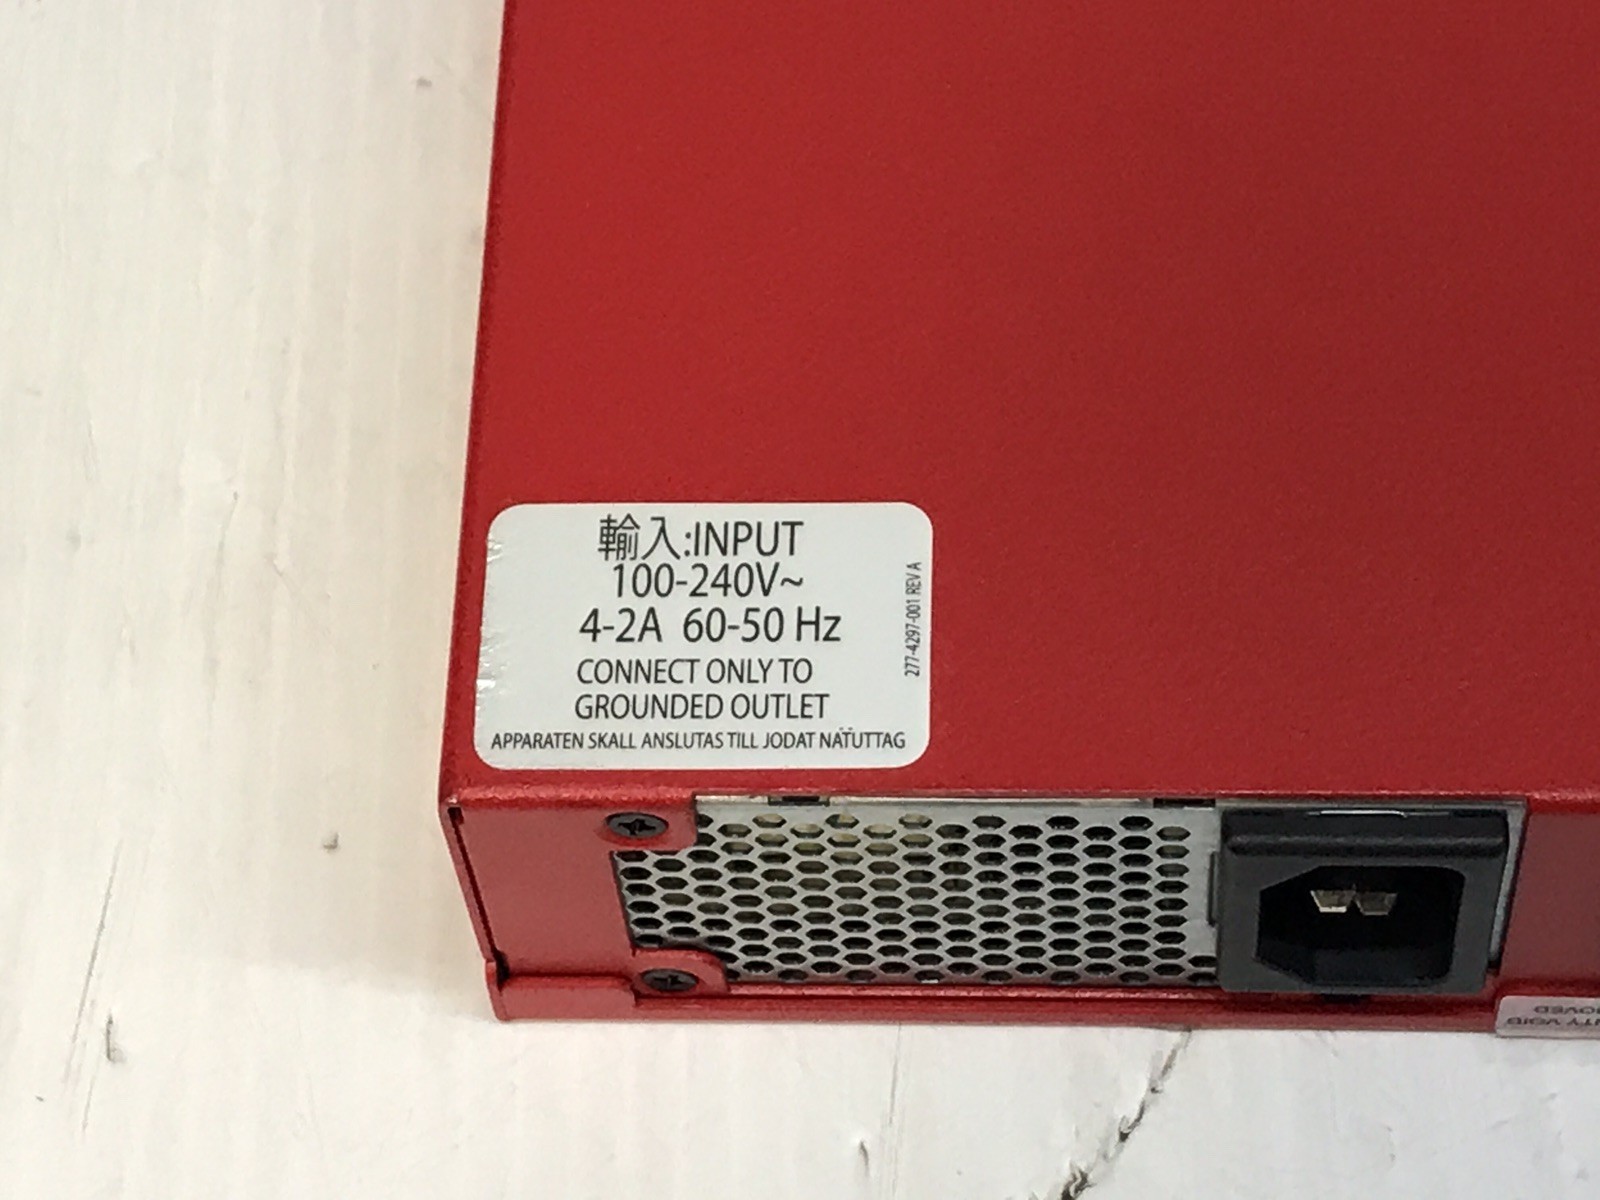 輸入:INPUT
100-240V~
4-2A 60-50 Hz
CONNECT ONLY TO
GROUNDED OUTLET
APPARATEN SKALL ANSLUTAS TILL JODAT NÄTUTTAG
277-4297-001 REV A
VOID